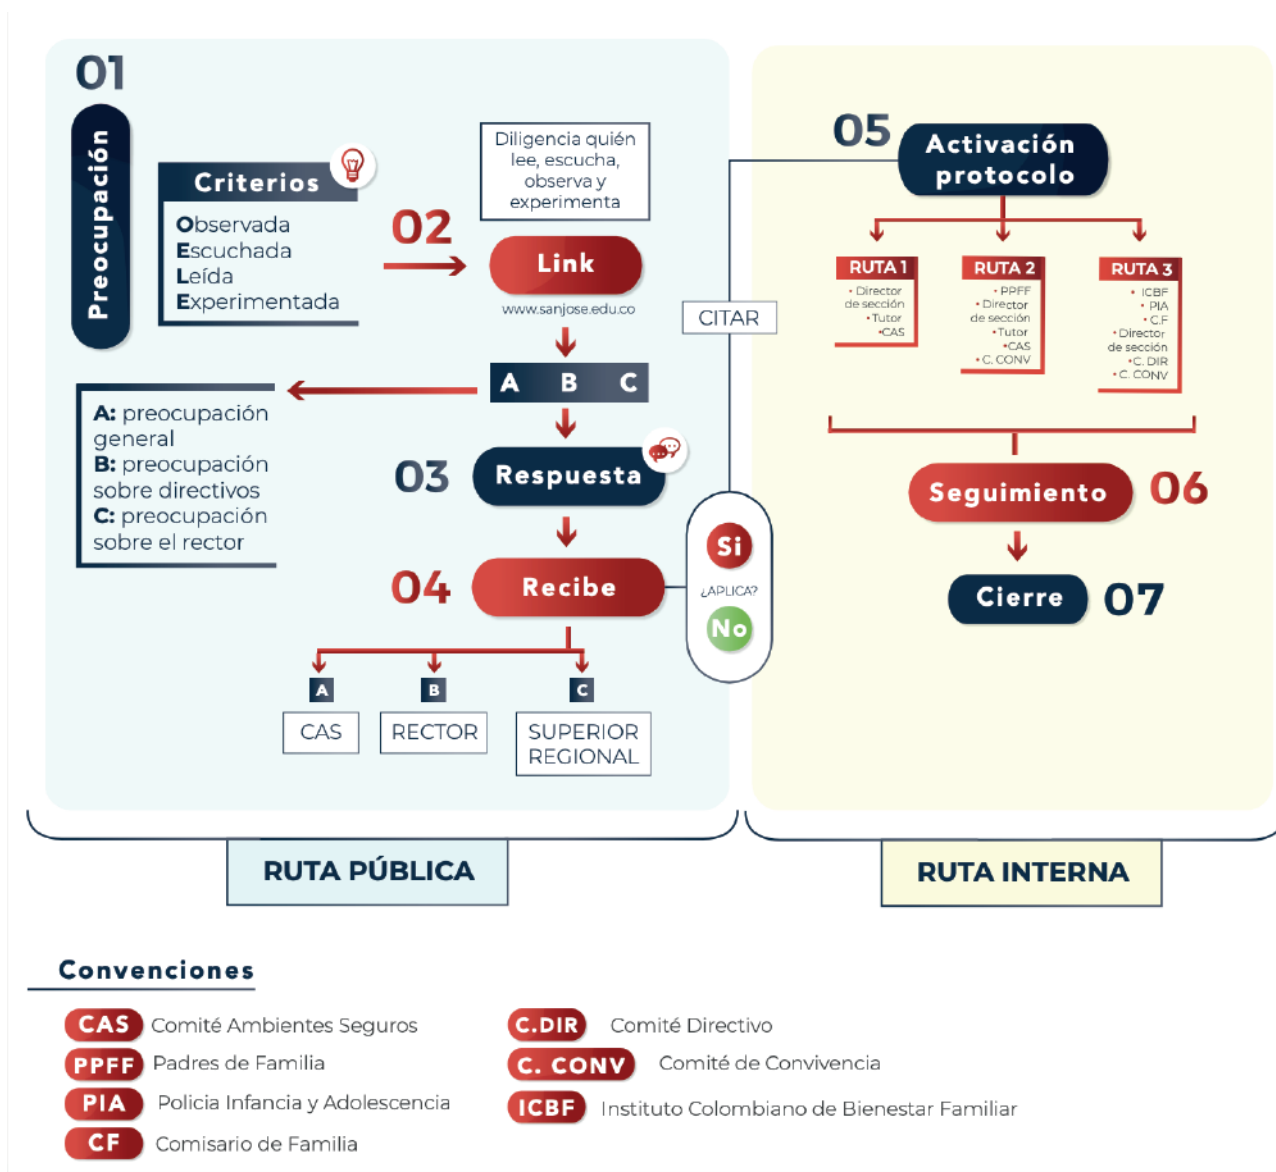 01
Preocupación
Criterios
Observada
Escuchada
Leída
Experimentada
02
Diligencia quién
lee, escucha,
observa y
experimenta
Link
www.sanjose.edu.co
A B C
A: preocupación
general
B: preocupación
sobre directivos
C: preocupación
sobre el rector
03
Respuesta
04
Recibe
A
B
C
CAS
RECTOR
SUPERIOR
REGIONAL
Si
¿APLICA?
No
CITAR
05
Activación
protocolo
RUTA 1
• Director
de sección
• Tutor
•CAS
RUTA 2
• PPFF
• Director
de sección
• Tutor
•CAS
• C. CONV
RUTA 3
• ICBF
• PIA
• C.F
•Director
de sección
•C. DIR
• C. CONV
Seguimiento
06
Cierre
07
RUTA PÚBLICA
RUTA INTERNA
Convenciones
CAS Comité Ambientes Seguros
PPFF Padres de Familia
PIA Policia Infancia y Adolescencia
CF Comisario de Familia
C.DIR Comité Directivo
C. CONV Comité de Convivencia
ICBF Instituto Colombiano de Bienestar Familiar